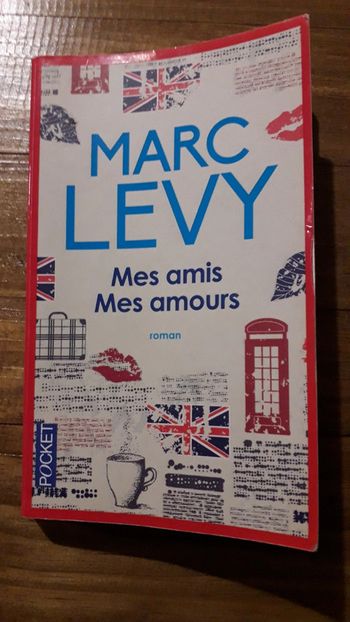 MARC
LEVY
Mes amis
Mes amours
roman
POCKET